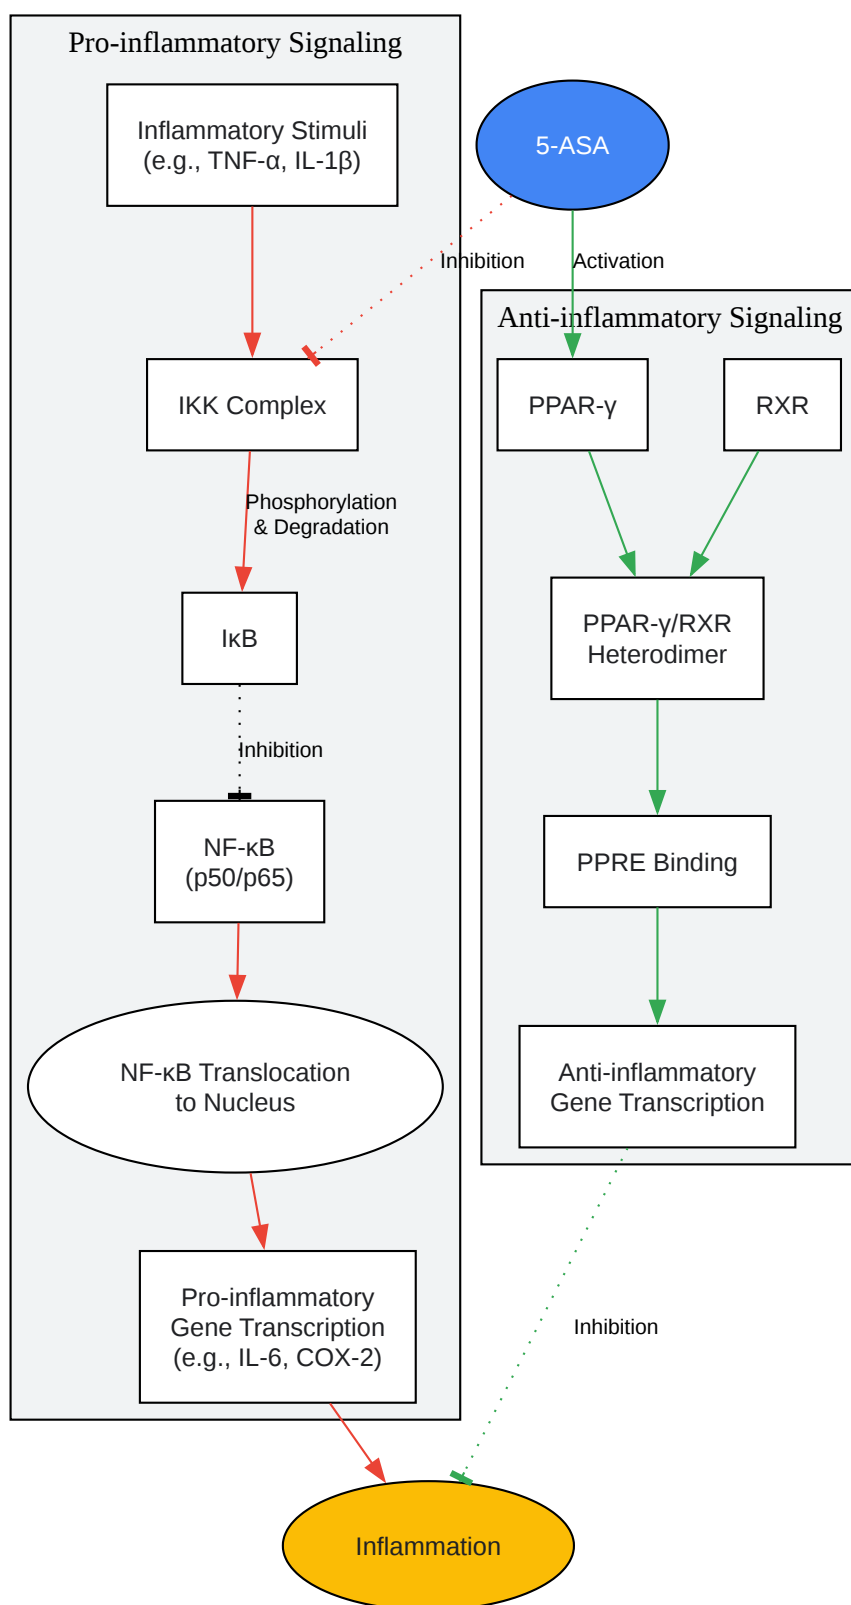 Pro-inflammatory Signaling
Inflammatory Stimuli
(e.g., TNF-α, IL-1β)
5-ASA
Inhibition
Activation
Anti-inflammatory Signaling
IKK Complex
PPAR-γ
RXR
Phosphorylation
& Degradation
IκB
PPAR-γ/RXR
Heterodimer
Inhibition
NF-κB
(p50/p65)
PPRE Binding
NF-κB Translocation
to Nucleus
Anti-inflammatory
Gene Transcription
Pro-inflammatory
Gene Transcription
(e.g., IL-6, COX-2)
Inhibition
Inflammation